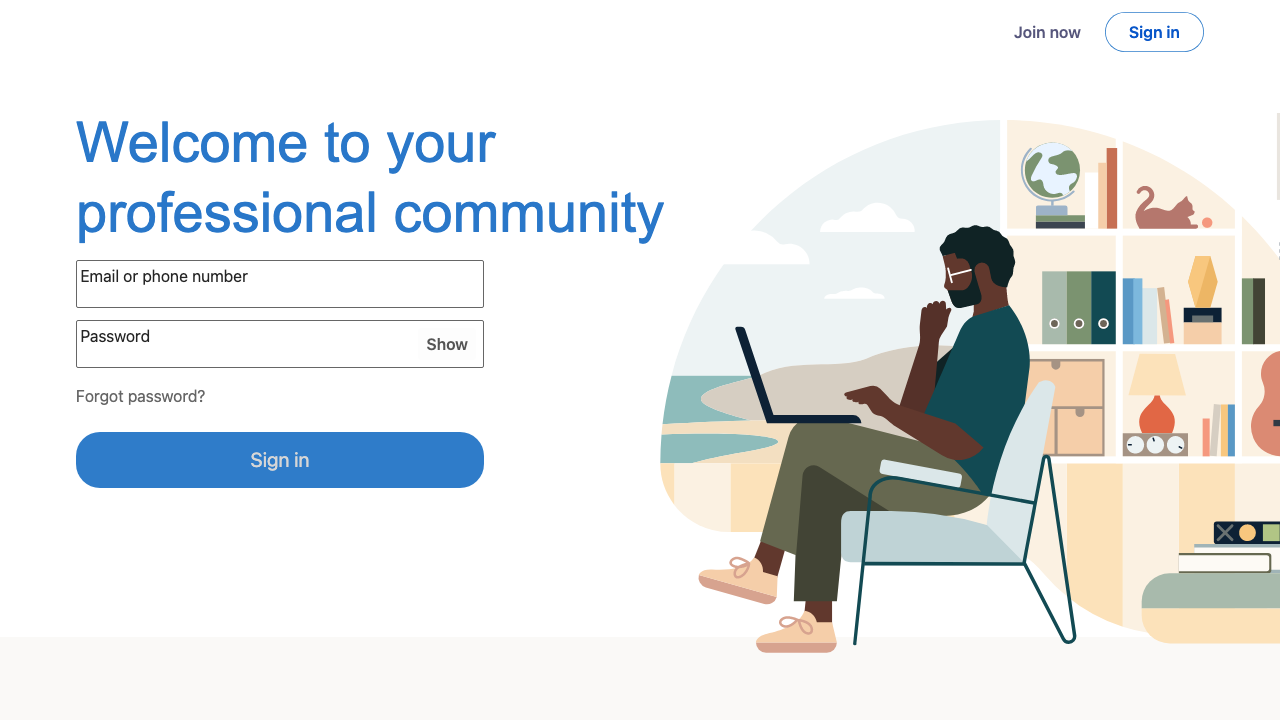 Join now
Sign in
Welcome to your
professional community
Email or phone number
Password
Show
Forgot password?
Sign in